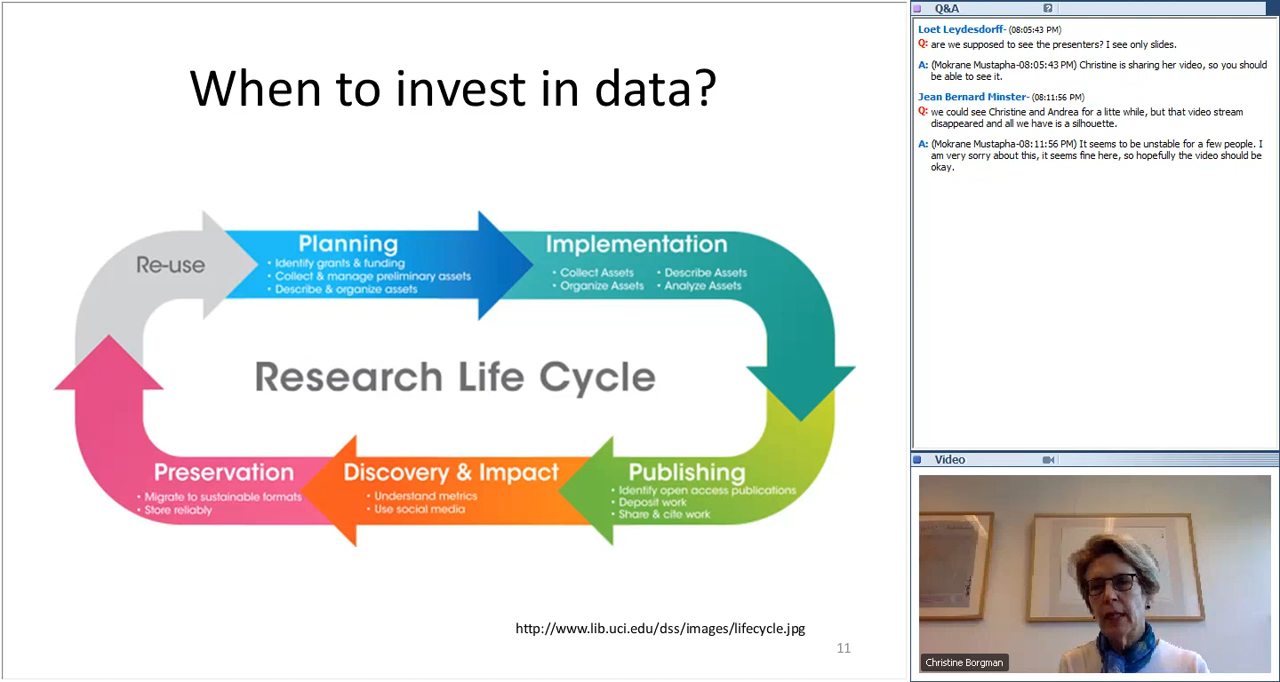 When to invest in data?
Re-use
Planning
• Identify grants & funding
• Collect & manage preliminary assets
• Describe & organize assets
Implementation
• Collect Assets • Describe Assets
• Organize Assets • Analyze Assets
Research Life Cycle
Preservation
• Migrate to sustainable formats
• Store reliably
Discovery & Impact
• Understand metrics
• Use social media
Publishing
• Identify open access publications
• Deposit work
• Share & cite work
http://www.lib.uci.edu/dss/images/lifecycle.jpg
11
Q&A
?
Loet Leydesdorff- (08:05:43 PM)
Q: are we supposed to see the presenters? I see only slides.
A: (Mokrane Mustapha-08:05:43 PM) Christine is sharing her video, so you should
be able to see it.
Jean Bernard Minster- (08:11:56 PM)
Q: we could see Christine and Andrea for a litte while, but that video stream
disappeared and all we have is a silhouette.
A: (Mokrane Mustapha-08:11:56 PM) It seems to be unstable for a few people. I
am very sorry about this, it seems fine here, so hopefully the video should be
okay.
Video
Christine Borgman